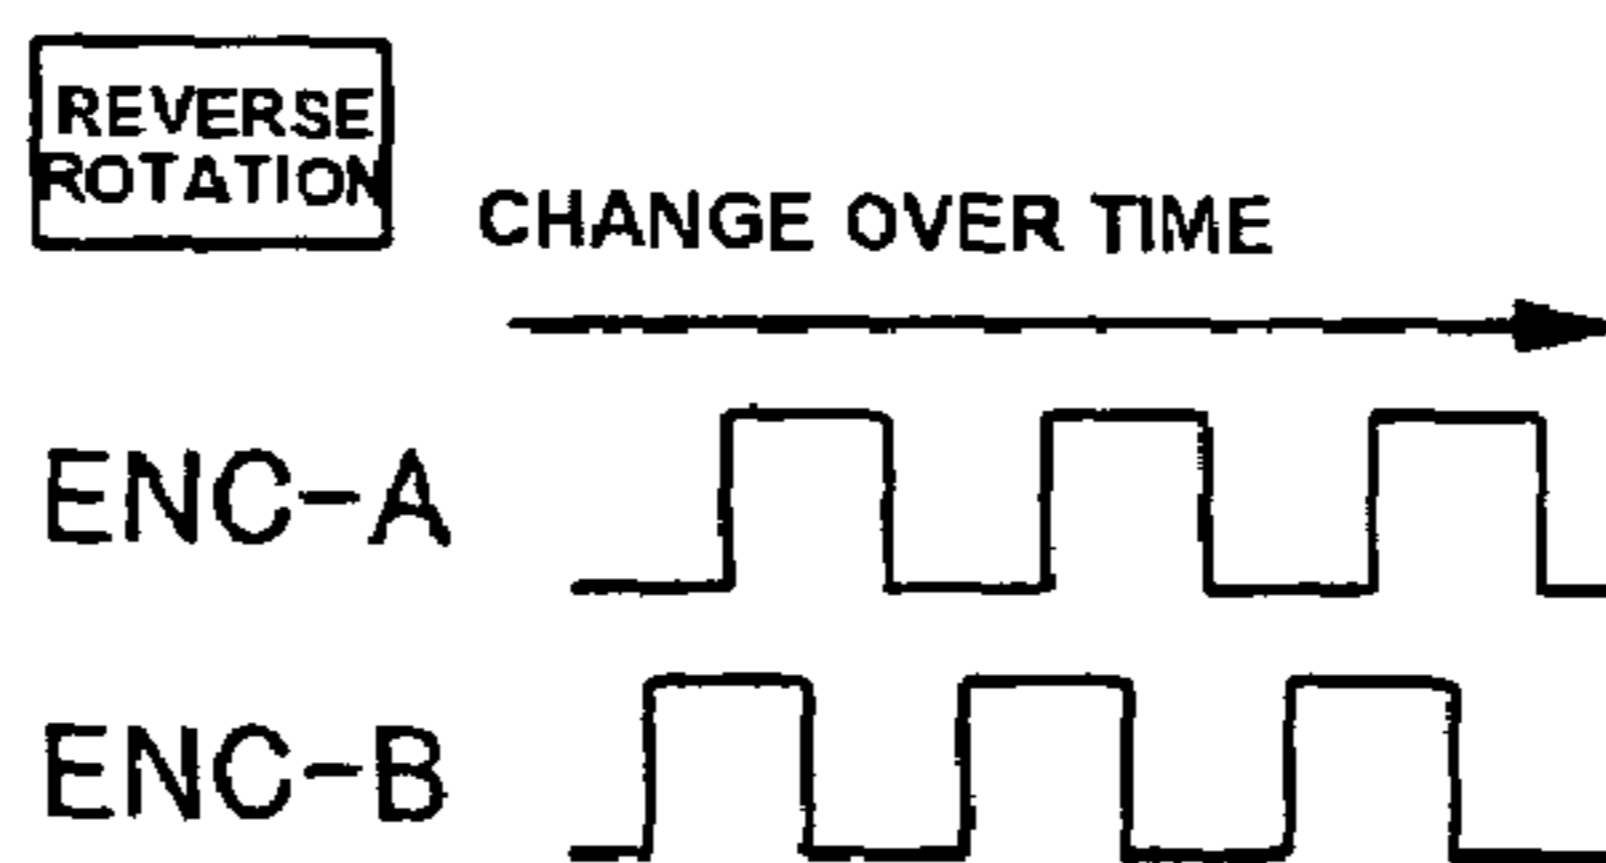 REVERSE
ROTATION
CHANGE OVER TIME
ENC-A
ENC-B